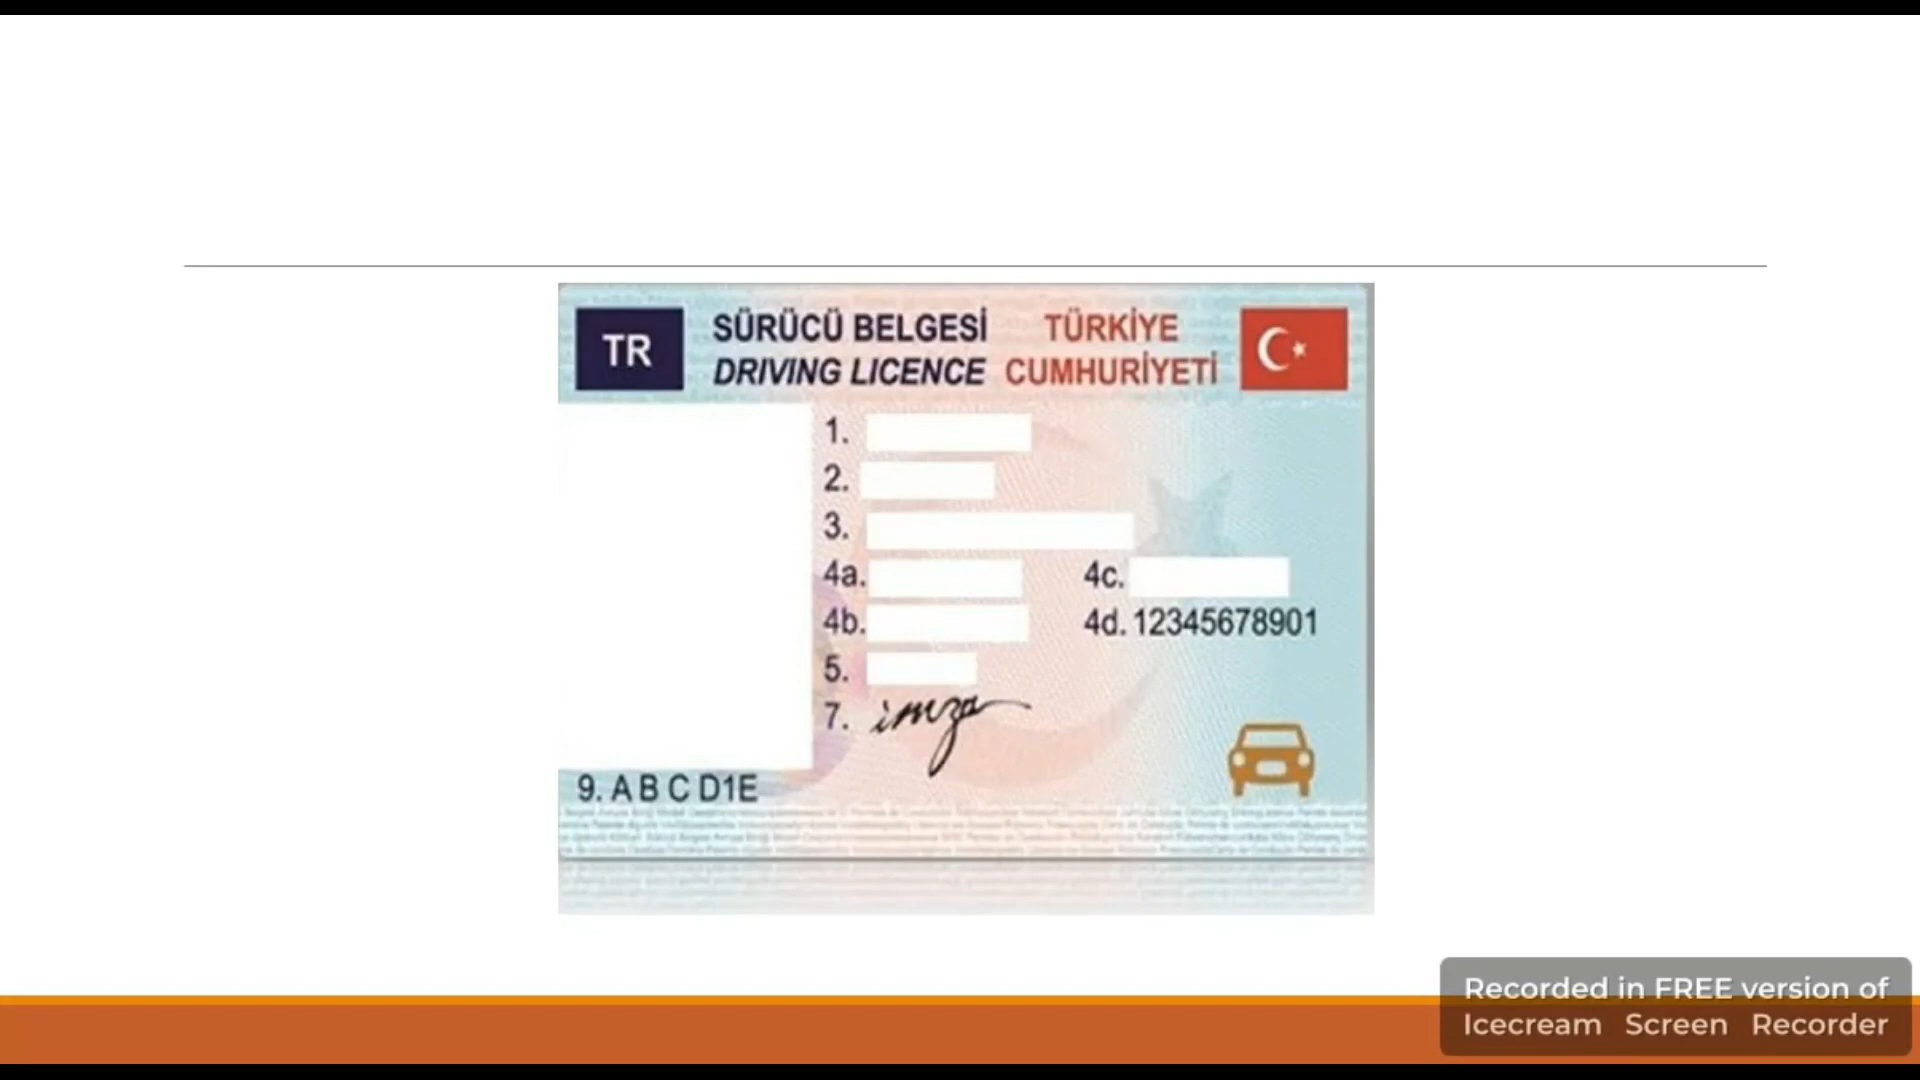 TR
SÜRÜCÜ BELGESİ
DRIVING LICENCE
TÜRKİYE
CUMHURİYETİ
1.
2.
3.
4a.
4c.
4b.
4d. 12345678901
5.
7. imza
9. A B C D1E
Recorded in FREE version of
Icecream Screen Recorder